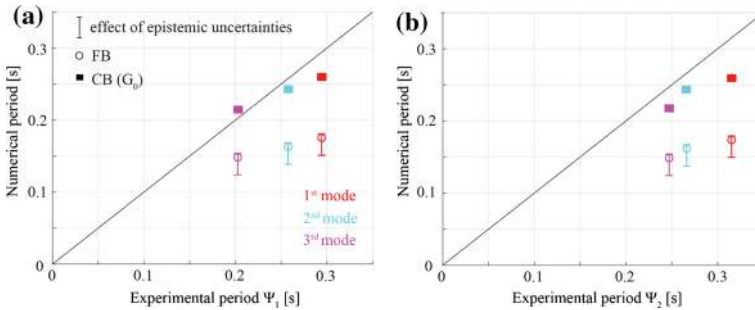 (a)
effect of epistemic uncertainties
FB
CB (G₀)
0.3
0.2
0.1
0
Numerical period [s]
1st mode
2nd mode
3rd mode
0 0.1 0.2 0.3
Experimental period Ψ₁ [s]
(b)
0.3
0.2
0.1
0
Numerical period [s]
0 0.1 0.2 0.3
Experimental period Ψ₂ [s]